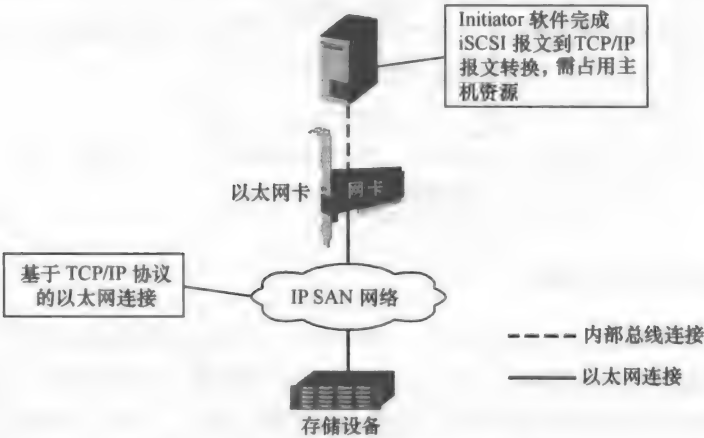 Initiator 软件完成
iSCSI 报文到 TCP/IP
报文转换，需占用主
机资源
以太网卡
网卡
基于 TCP/IP 协议
的以太网连接
IP SAN 网络
内部总线连接
以太网连接
存储设备